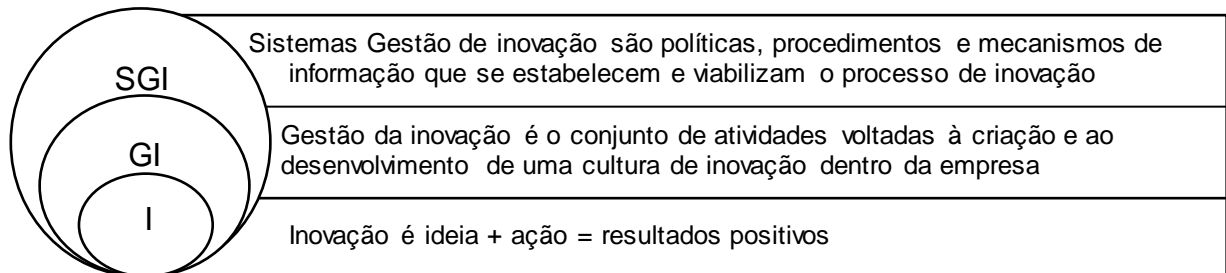 SGI
Sistemas Gestão de inovação são políticas, procedimentos e mecanismos de
informação que se estabelecem e viabilizam o processo de inovação
GI
Gestão da inovação é o conjunto de atividades voltadas à criação e ao
desenvolvimento de uma cultura de inovação dentro da empresa
I
Inovação é ideia + ação = resultados positivos